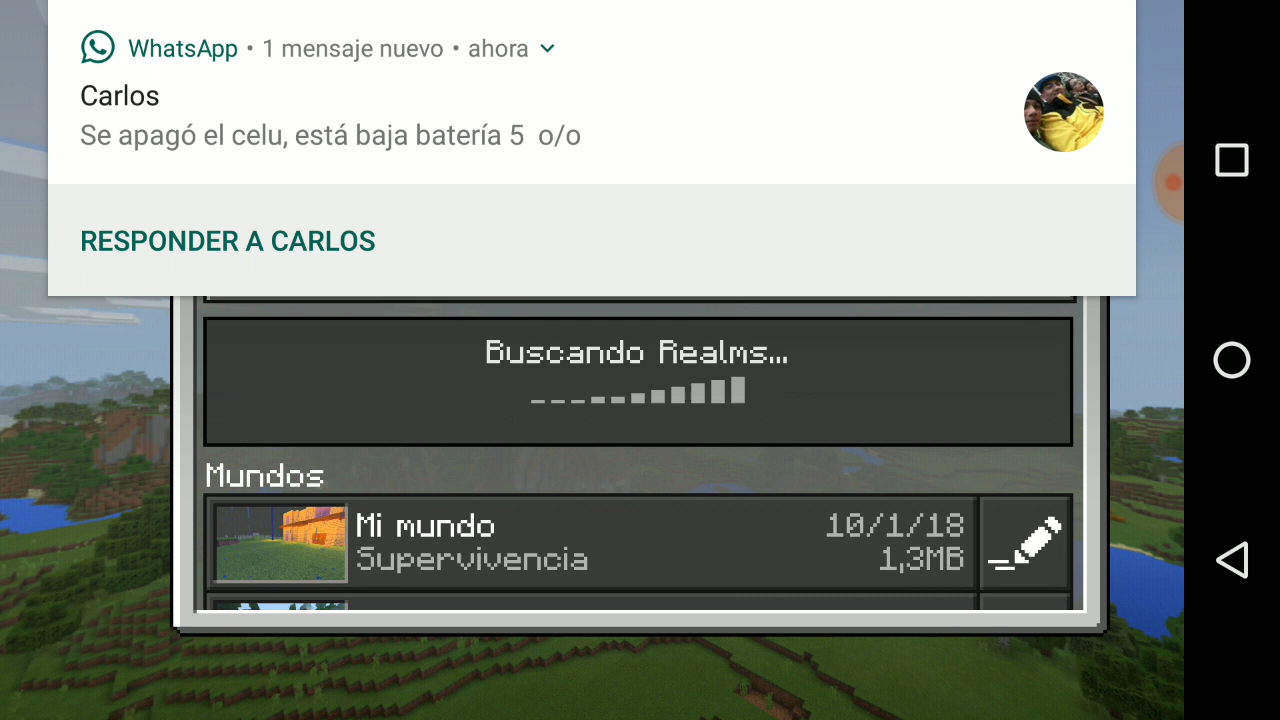 WhatsApp • 1 mensaje nuevo • ahora
Carlos
Se apagó el celu, está baja batería 5 o/o
RESPONDER A CARLOS
Buscando Realms...
Mundos
Mi mundo 10/1/18
Supervivencia 1,3MB